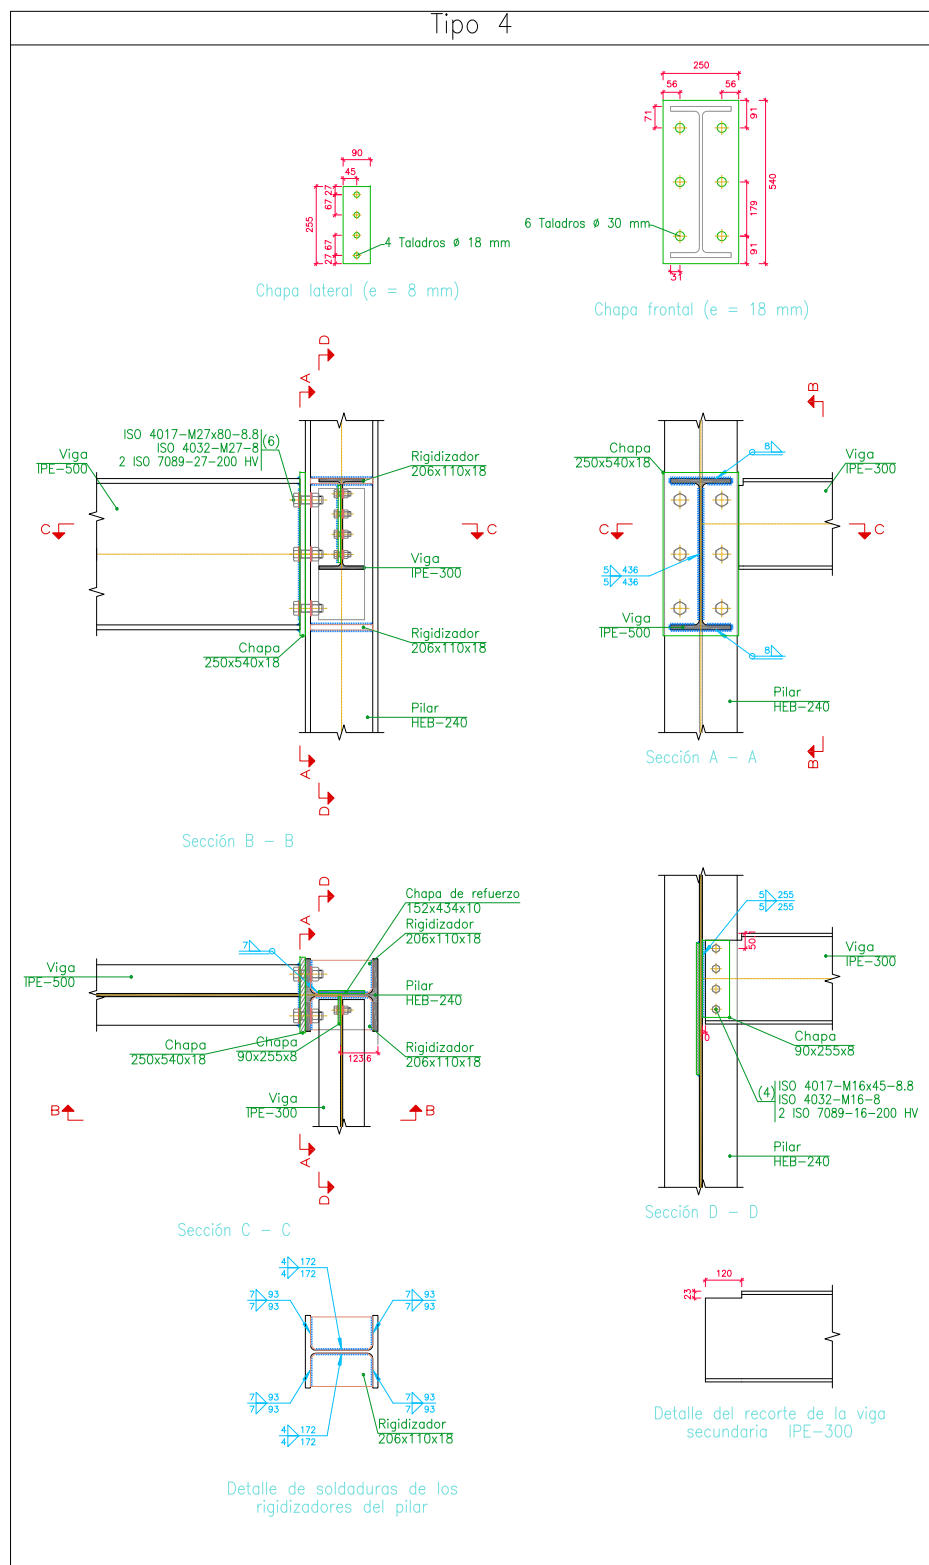 Tipo 4
250
56
56
71
91
540
179
91
31
6 Taladros ø 30 mm
Chapa frontal (e = 18 mm)
90
45
27
67
255
67
27
4 Taladros ø 18 mm
Chapa lateral (e = 8 mm)
D
A
ISO 4017-M27x80-8.8
ISO 4032-M27-8
2 ISO 7089-27-200 HV
(6)
Viga
IPE-500
Rigidizador
206x110x18
C
C
Viga
IPE-300
Rigidizador
206x110x18
Chapa
250x540x18
Pilar
HEB-240
A
D
Sección B - B
B
8
Chapa
250x540x18
Viga
IPE-300
C
C
5 436
5 436
Viga
IPE-500
8
Pilar
HEB-240
B
Sección A - A
D
A
Chapa de refuerzo
152x434x10
Rigidizador
206x110x18
7
Viga
IPE-500
Pilar
HEB-240
Chapa
250x540x18
Chapa
90x255x8
123.6
Rigidizador
206x110x18
Viga
IPE-300
B
B
A
D
Sección C - C
5 255
5 255
50
Viga
IPE-300
0
Chapa
90x255x8
(4)
ISO 4017-M16x45-8.8
ISO 4032-M16-8
2 ISO 7089-16-200 HV
Pilar
HEB-240
Sección D - D
4 172
4 172
7 93
7 93
7 93
7 93
7 93
7 93
7 93
7 93
4 172
4 172
Rigidizador
206x110x18
Detalle de soldaduras de los
rigidizadores del pilar
120
23
Detalle del recorte de la viga
secundaria IPE-300